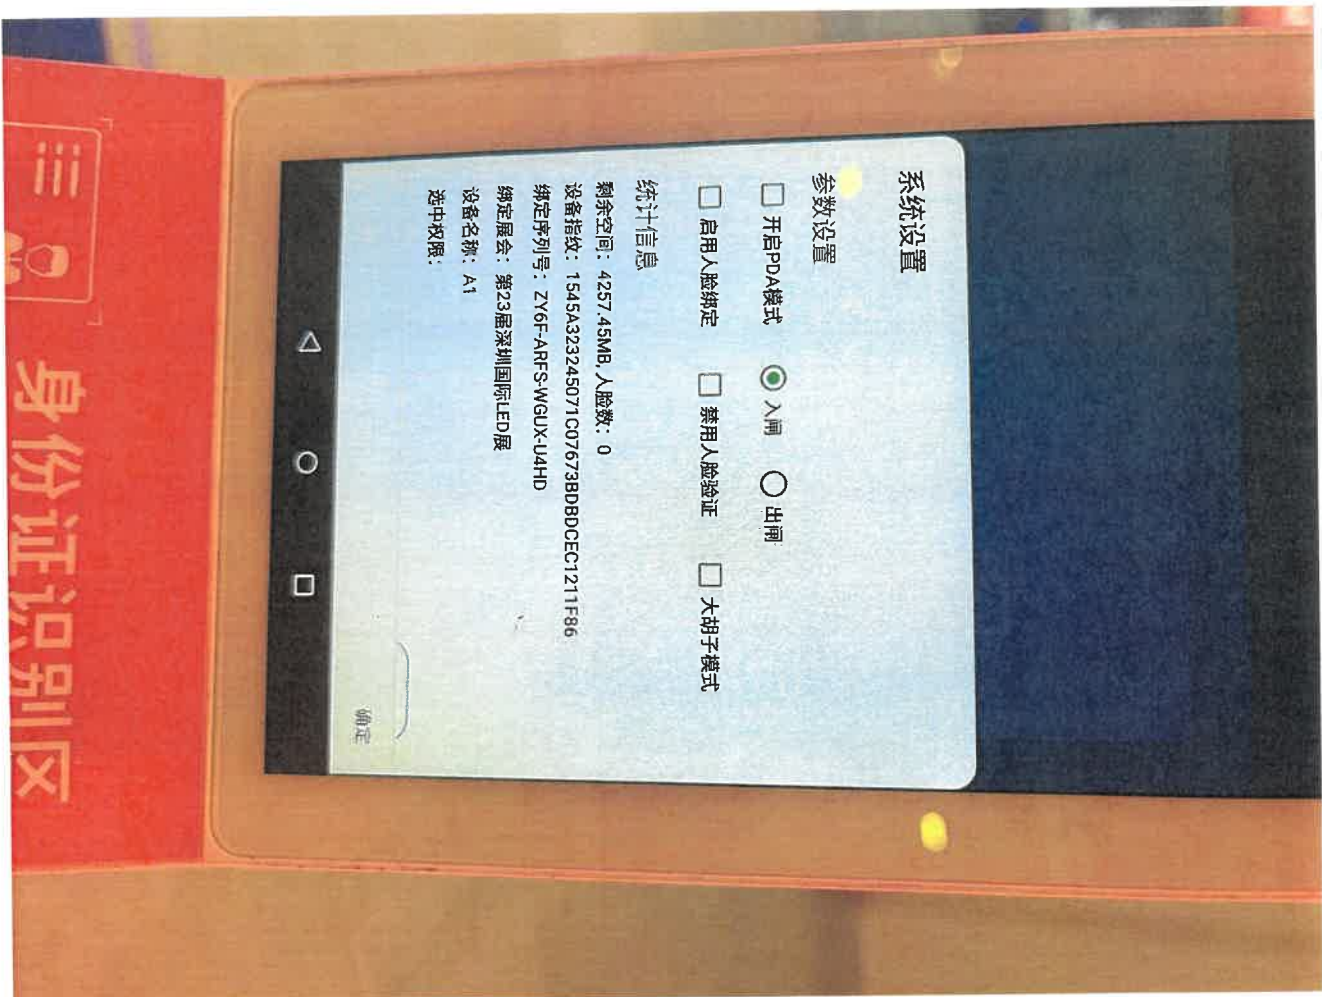 系统设置
参数设置
开启PDA模式 入闸 出闸
启用人脸绑定 禁用人脸验证 大胡子模式
统计信息
剩余空间：4257.45MB,人脸数：0
设备指纹：1545A323245071C07673BDBDCEC1211F86
绑定序列号：ZY6F-ARFS-WGUX-U4HD
绑定展会：第23届深圳国际LED展
设备名称：A1
选中权限：
确定
身份证识别区